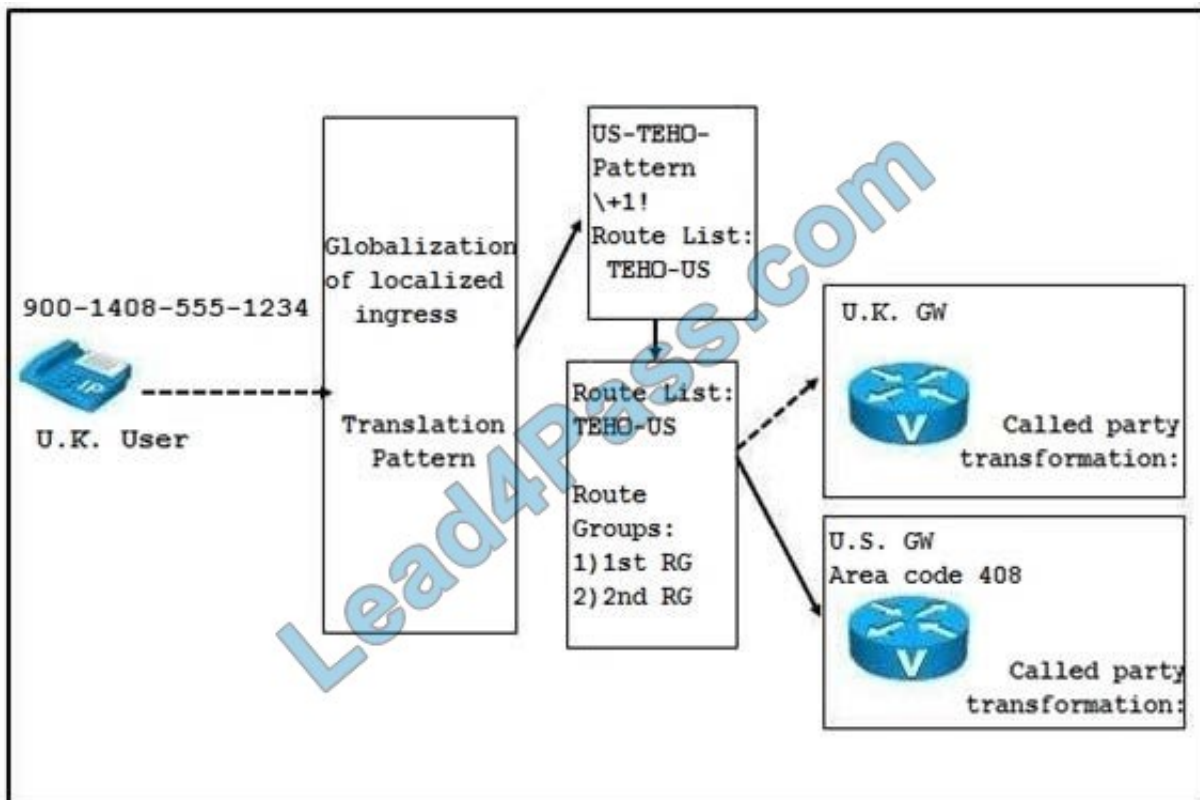 900-1408-555-1234
IP
U.K. User
Globalization
of localized
ingress
Translation
Pattern
US-TEHO-
Pattern
\+1!
Route List:
TEHO-US
Route List:
TEHO-US
Route
Groups:
1)1st RG
2)2nd RG
U.K. GW
V
Called party
transformation:
U.S. GW
Area code 408
V
Called party
transformation:
Lead4Pass.com